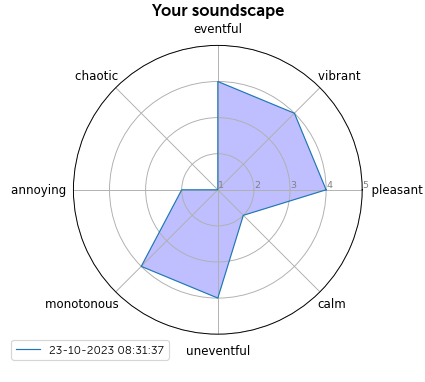 Your soundscape
eventful
chaotic
vibrant
annoying
1 2 3 4 5
pleasant
monotonous
calm
uneventful
23-10-2023 08:31:37